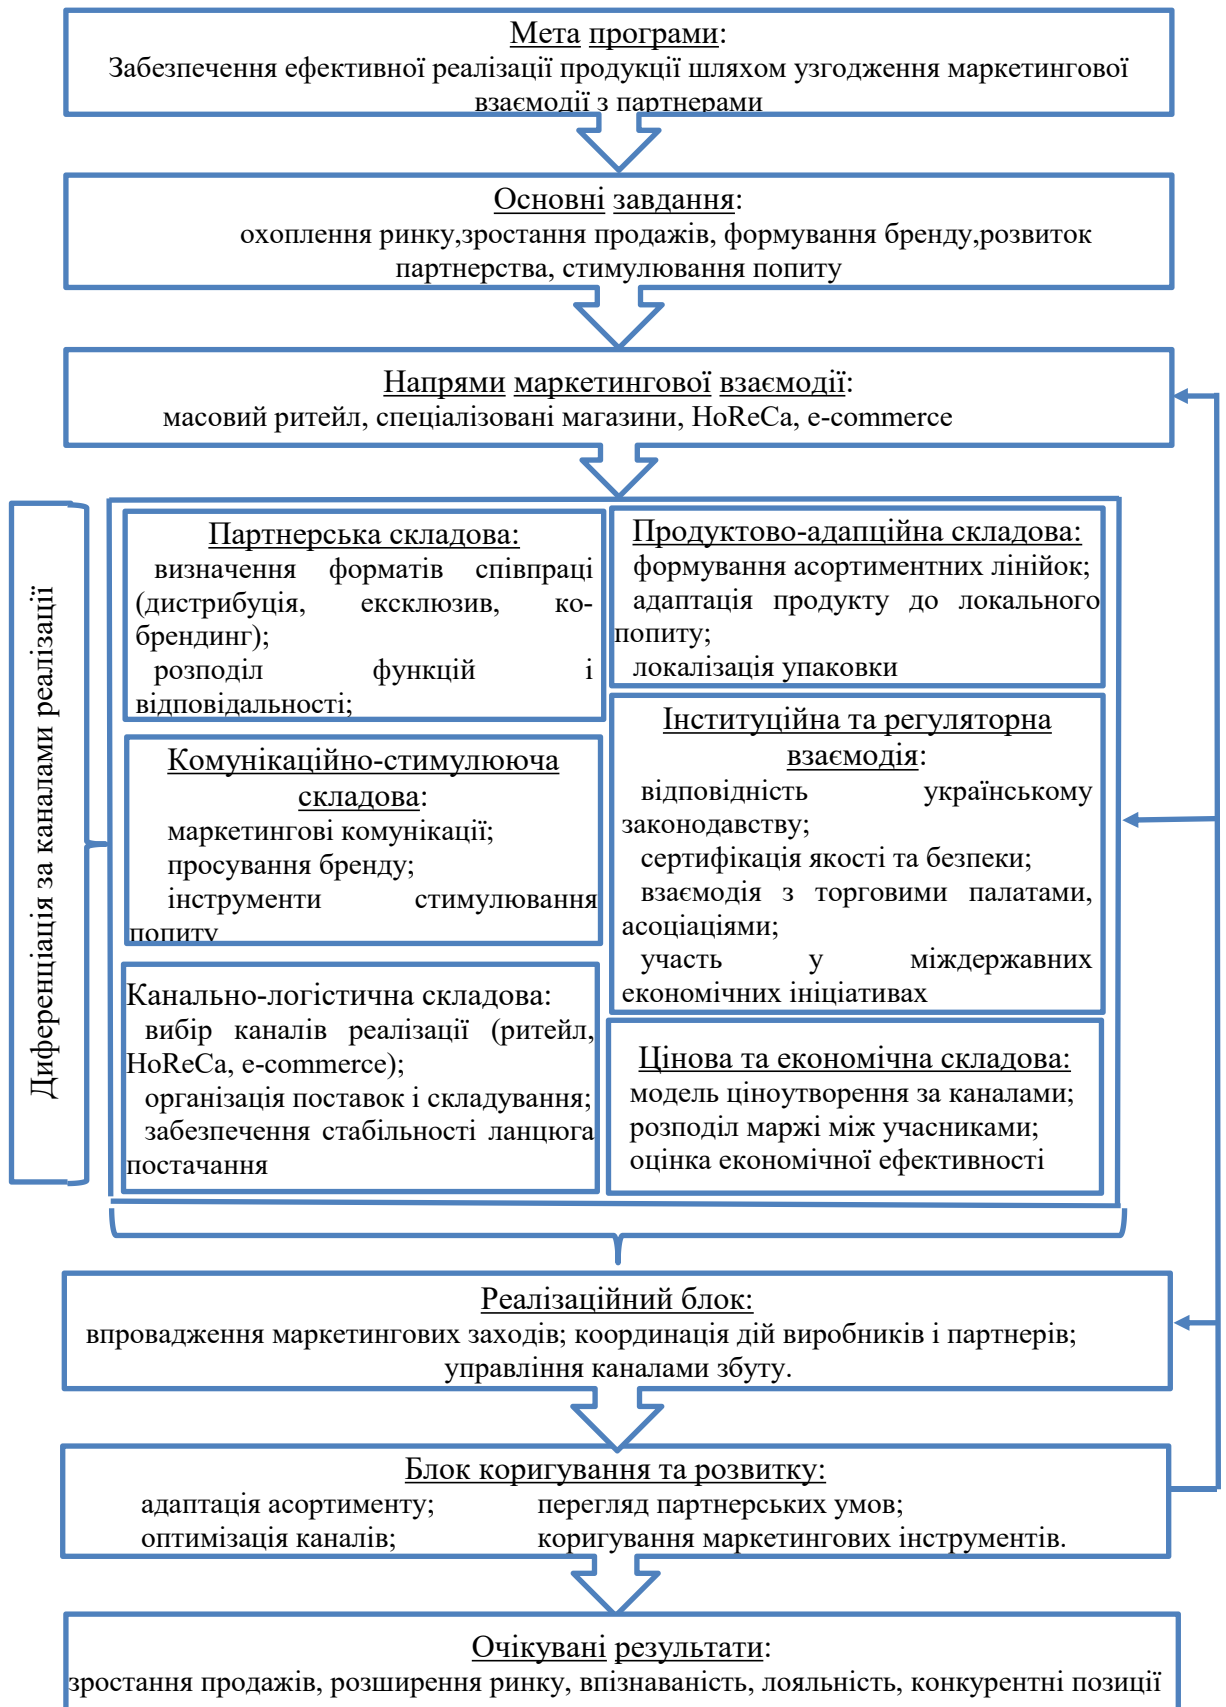 Мета програми:
Забезпечення ефективної реалізації продукції шляхом узгодження маркетингової
взаємодії з партнерами
Основні завдання:
охоплення ринку,зростання продажів, формування бренду,розвиток
партнерства, стимулювання попиту
Напрями маркетингової взаємодії:
масовий ритейл, спеціалізовані магазини, HoReCa, e-commerce
Диференціація за каналами реалізації
Партнерська складова:
визначення форматів співпраці
(дистрибуція, ексклюзив, ко-
брендинг);
розподіл функцій і
відповідальності;
Комунікаційно-стимулююча
складова:
маркетингові комунікації;
просування бренду;
інструменти стимулювання
попиту
Канально-логістична складова:
вибір каналів реалізації (ритейл,
HoReCa, e-commerce);
організація поставок і складування;
забезпечення стабільності ланцюга
постачання
Продуктово-адапційна складова:
формування асортиментних лінійок;
адаптація продукту до локального
попиту;
локалізація упаковки
Інституційна та регуляторна
взаємодія:
відповідність українському
законодавству;
сертифікація якості та безпеки;
взаємодія з торговими палатами,
асоціаціями;
участь у міждержавних
економічних ініціативах
Цінова та економічна складова:
модель ціноутворення за каналами;
розподіл маржі між учасниками;
оцінка економічної ефективності
Реалізаційний блок:
впровадження маркетингових заходів; координація дій виробників і партнерів;
управління каналами збуту.
Блок коригування та розвитку:
адаптація асортименту; перегляд партнерських умов;
оптимізація каналів; коригування маркетингових інструментів.
Очікувані результати:
зростання продажів, розширення ринку, впізнаваність, лояльність, конкурентні позиції